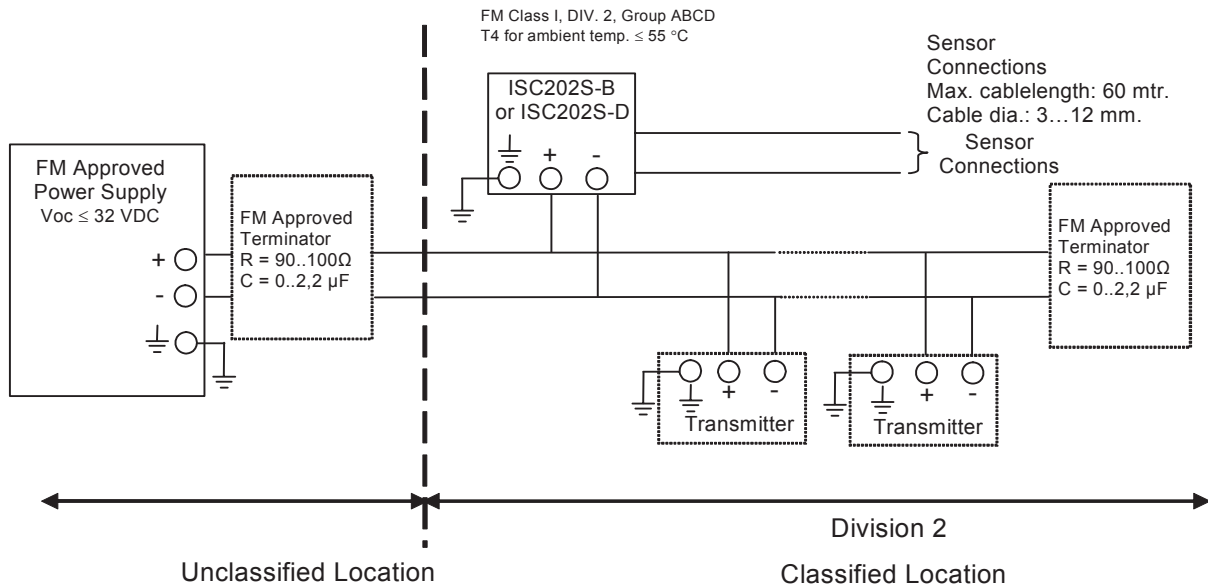 FM Class I, DIV. 2, Group ABCD
T4 for ambient temp. ≤ 55 °C
Sensor
Connections
Max. cablelength: 60 mtr.
Cable dia.: 3…12 mm.
Sensor
Connections
ISC202S-B
or ISC202S-D
+ -
FM Approved
Power Supply
Voc ≤ 32 VDC
+
-
FM Approved
Terminator
R = 90..100Ω
C = 0..2,2 µF
FM Approved
Terminator
R = 90..100Ω
C = 0..2,2 µF
+ -
Transmitter
+ -
Transmitter
Division 2
Unclassified Location
Classified Location